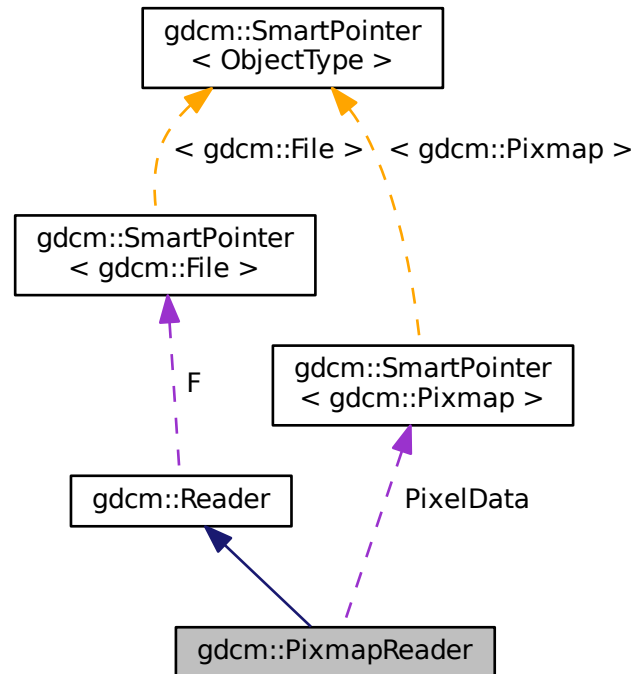 gdcm::SmartPointer
< ObjectType >
< gdcm::File >
< gdcm::Pixmap >
gdcm::SmartPointer
< gdcm::File >
gdcm::SmartPointer
< gdcm::Pixmap >
F
gdcm::Reader
PixelData
gdcm::PixmapReader